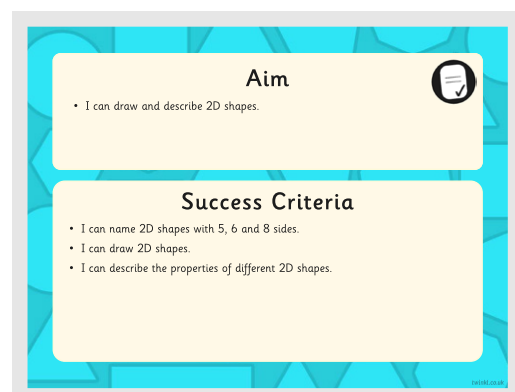 Aim
• I can draw and describe 2D shapes.
Success Criteria
• I can name 2D shapes with 5, 6 and 8 sides.
• I can draw 2D shapes.
• I can describe the properties of different 2D shapes.
twinkl.co.uk